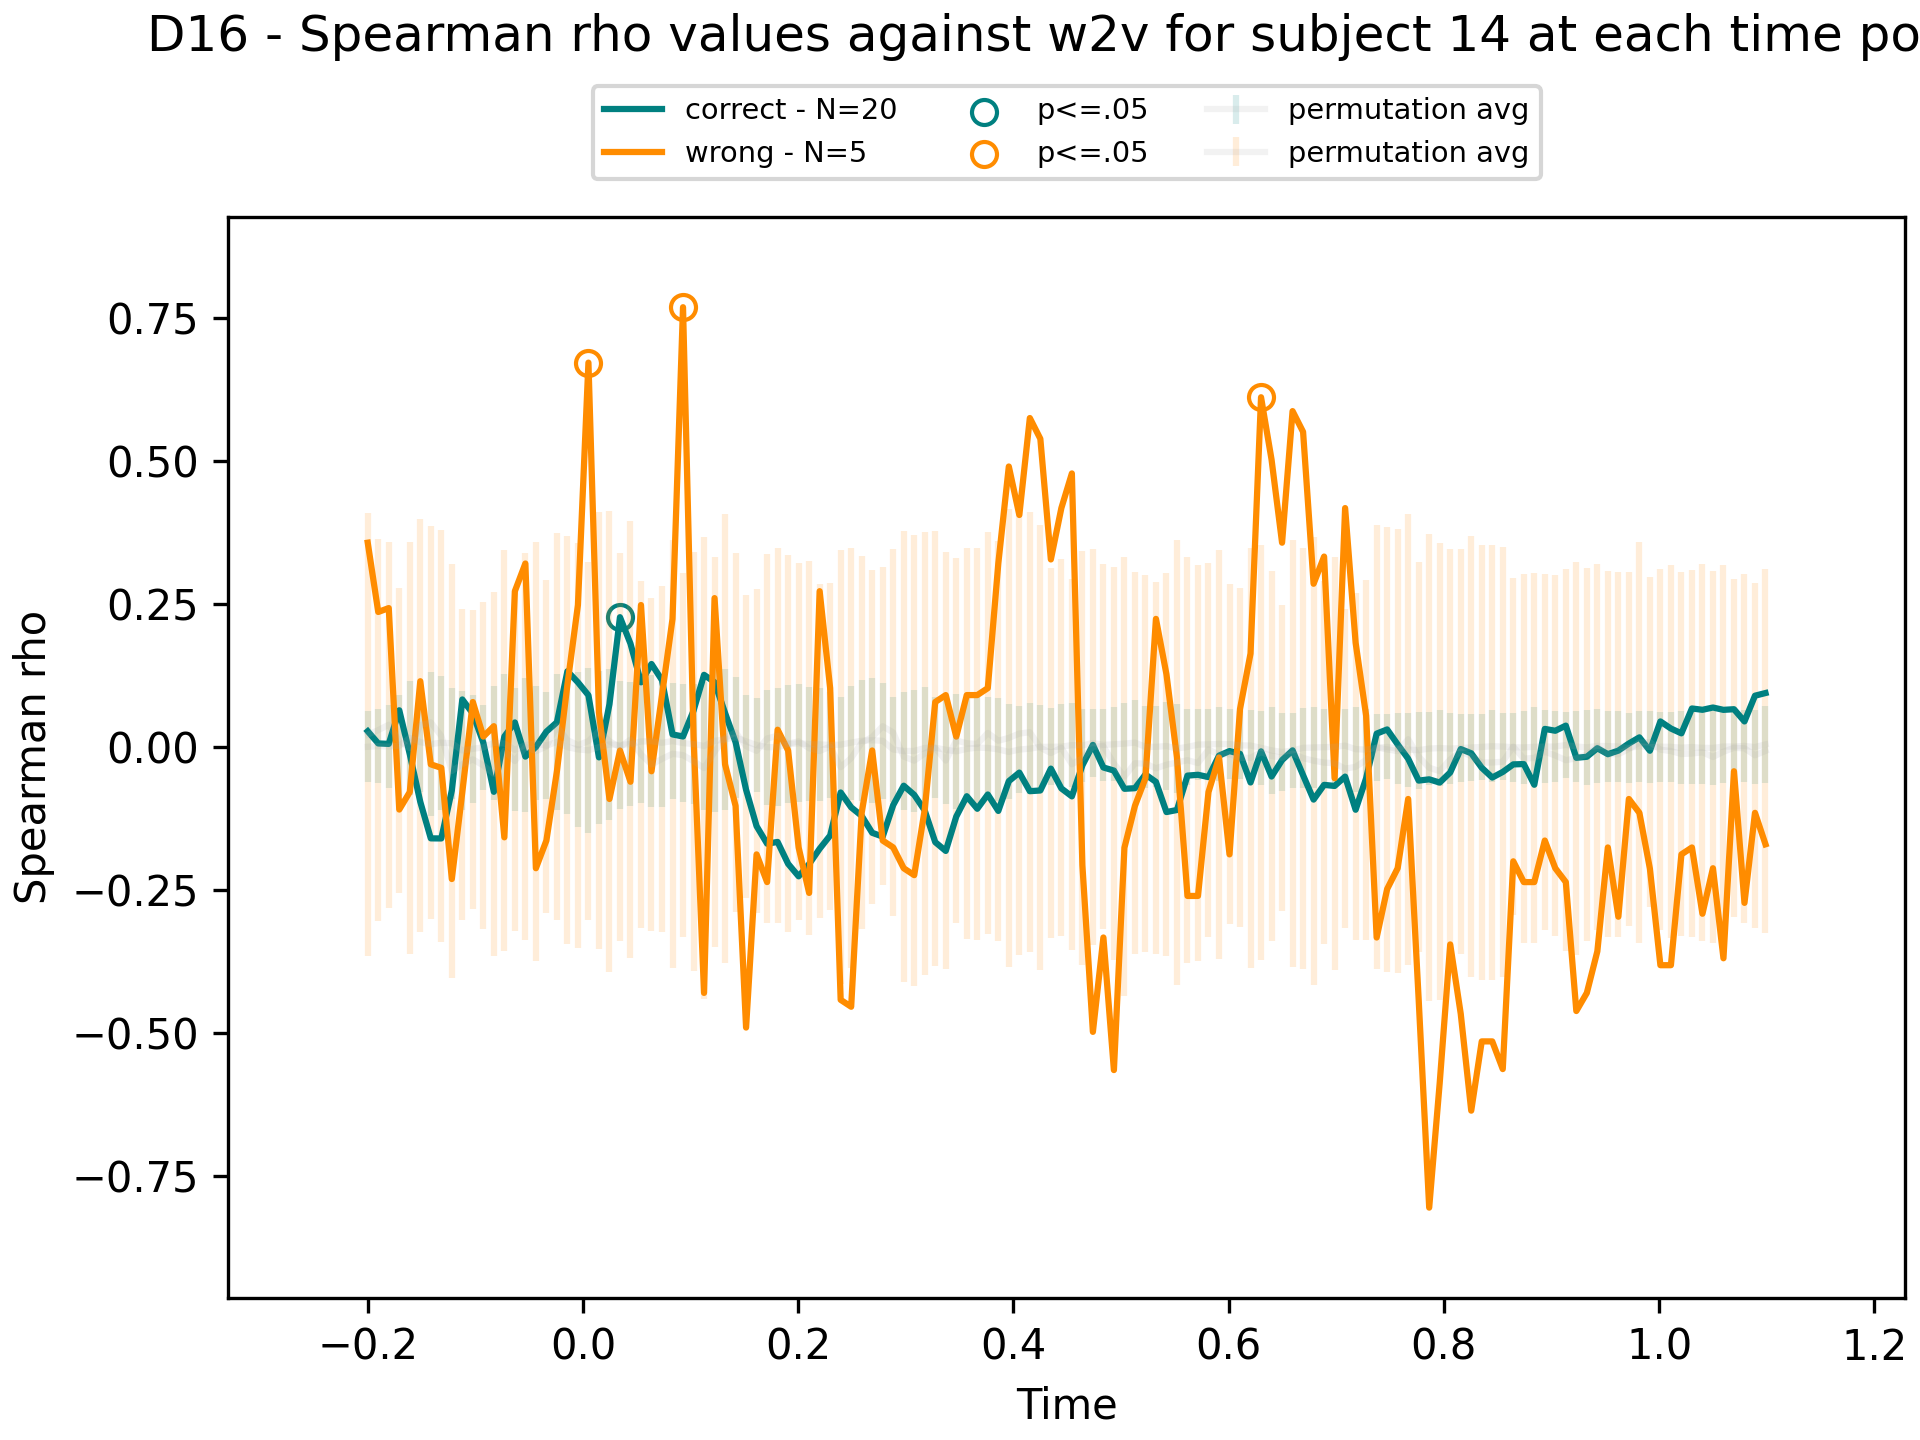 D16 - Spearman rho values against w2v for subject 14 at each time po
correct - N=20 p<=.05 permutation avg
wrong - N=5 p<=.05 permutation avg
0.75
0.50
0.25
0.00
−0.25
−0.50
−0.75
Spearman rho
−0.2 0.0 0.2 0.4 0.6 0.8 1.0 1.2
Time